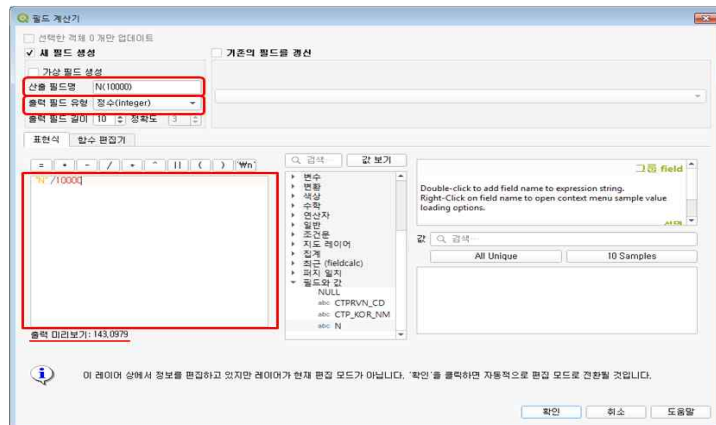 필드 계산기
선택한 객체 0 개만 업데이트
새 필드 생성
기존의 필드를 갱신
가상 필드 생성
산출 필드명 N(10000)
출력 필드 유형 정수(integer)
출력 필드 길이 10 정확도 3
표현식 함수 편집기
= + - / * ^ || ( ) '₩n'
검색 값 보기
"N" /10000
변수
변환
색상
수학
연산자
일반
조건문
지도 레이어
집계
최근 (fieldcalc)
퍼지 일치
필드와 값
NULL
abc CTPRVN_CD
abc CTP_KOR_NM
abc N
그룹 field
Double-click to add field name to expression string.
Right-Click on field name to open context menu sample value
loading options.
값 검색
All Unique 10 Samples
출력 미리보기: 143,0979
이 레이어 상에서 정보를 편집하고 있지만 레이어가 현재 편집 모드가 아닙니다. '확인'을 클릭하면 자동적으로 편집 모드로 전환될 것입니다.
확인 취소 도움말